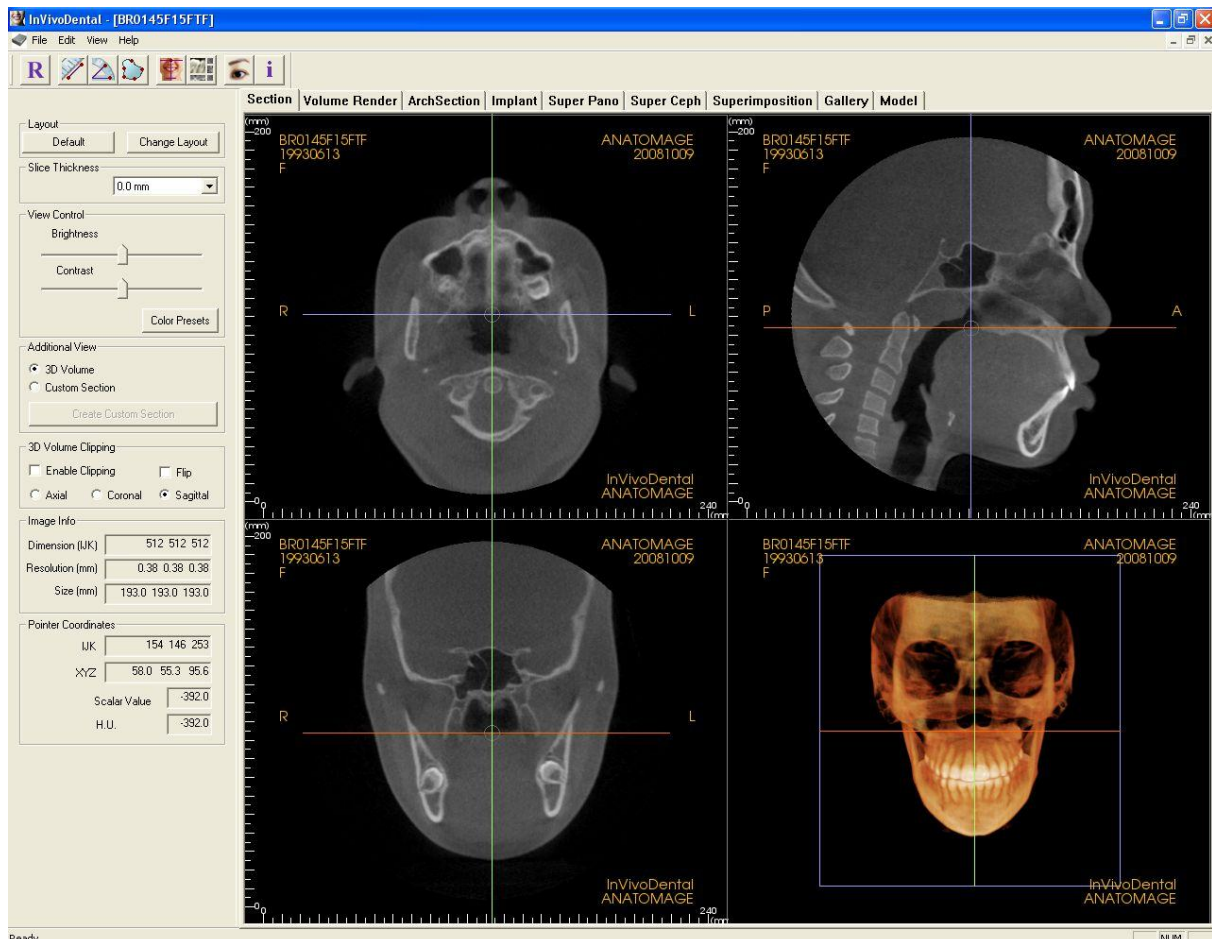 InVivoDental - [BR0145F15FTF]
File Edit View Help
R i
Section Volume Render ArchSection Implant Super Pano Super Ceph Superimposition Gallery Model
Layout
Default Change Layout
Slice Thickness
0.0 mm
View Control
Brightness
Contrast
Color Presets
Additional View
3D Volume
Custom Section
Create Custom Section
3D Volume Clipping
Enable Clipping Flip
Axial Coronal Sagittal
Image Info
Dimension (IJK) 512 512 512
Resolution (mm) 0.38 0.38 0.38
Size (mm) 193.0 193.0 193.0
Pointer Coordinates
IJK 154 146 253
XYZ 58.0 55.3 95.6
Scalar Value -392.0
H.U. -392.0
(mm)
200
BR0145F15FTF ANATOMAGE
19930613 20081009
F
R L
InVivoDental
ANATOMAGE
0 0 240
(mm)
200
BR0145F15FTF ANATOMAGE
19930613 20081009
F
P A
InVivoDental
ANATOMAGE
0 0 240
(mm)
(mm)
200
BR0145F15FTF ANATOMAGE
19930613 20081009
F
R L
InVivoDental
ANATOMAGE
0 0 240
BR0145F15FTF ANATOMAGE
19930613 20081009
F
InVivoDental
ANATOMAGE
Ready NUM